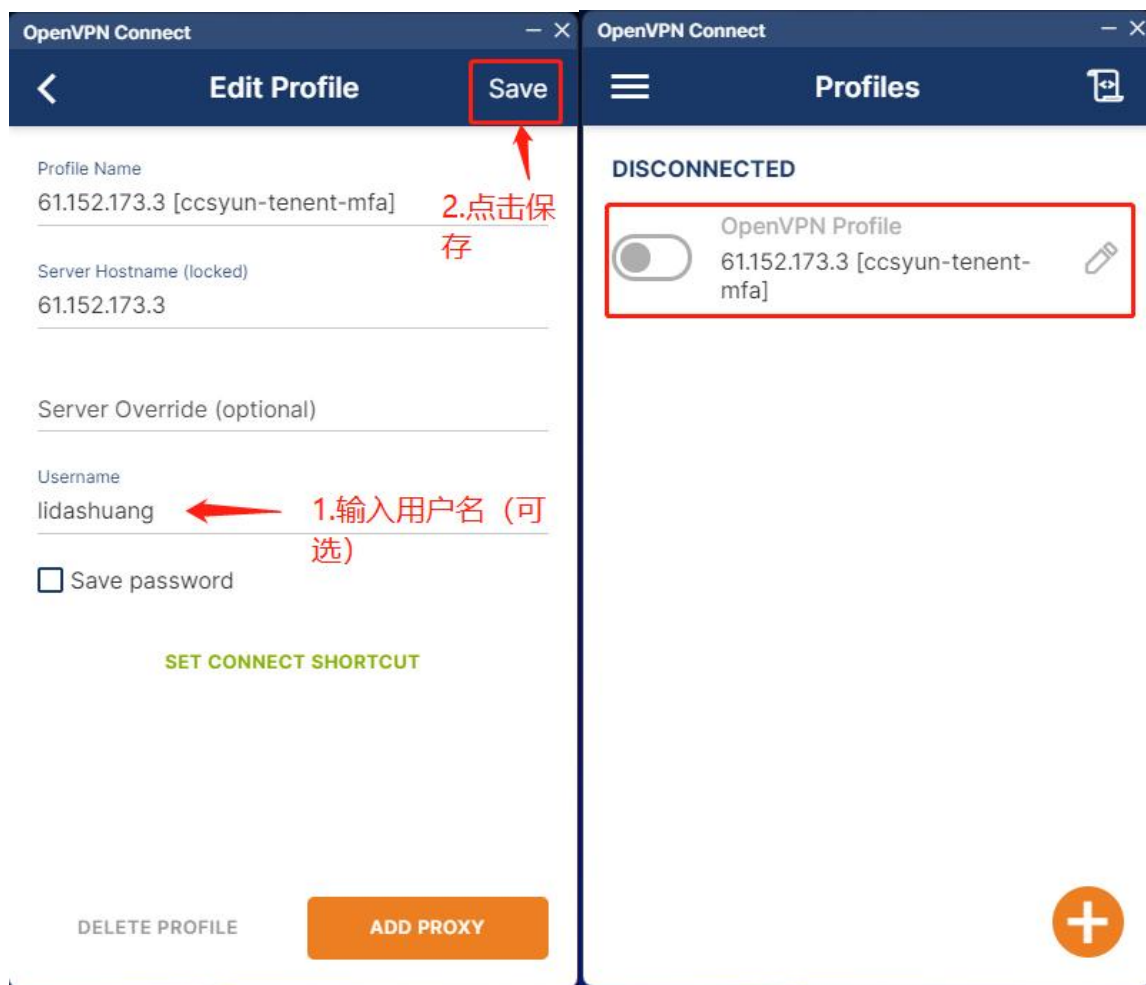 OpenVPN Connect
Edit Profile
Save
Profile Name
61.152.173.3 [ccsyun-tenent-mfa]
2.点击保
存
Server Hostname (locked)
61.152.173.3
Server Override (optional)
Username
lidashuang
1.输入用户名（可
选）
Save password
SET CONNECT SHORTCUT
DELETE PROFILE
ADD PROXY
OpenVPN Connect
Profiles
DISCONNECTED
OpenVPN Profile
61.152.173.3 [ccsyun-tenent-
mfa]